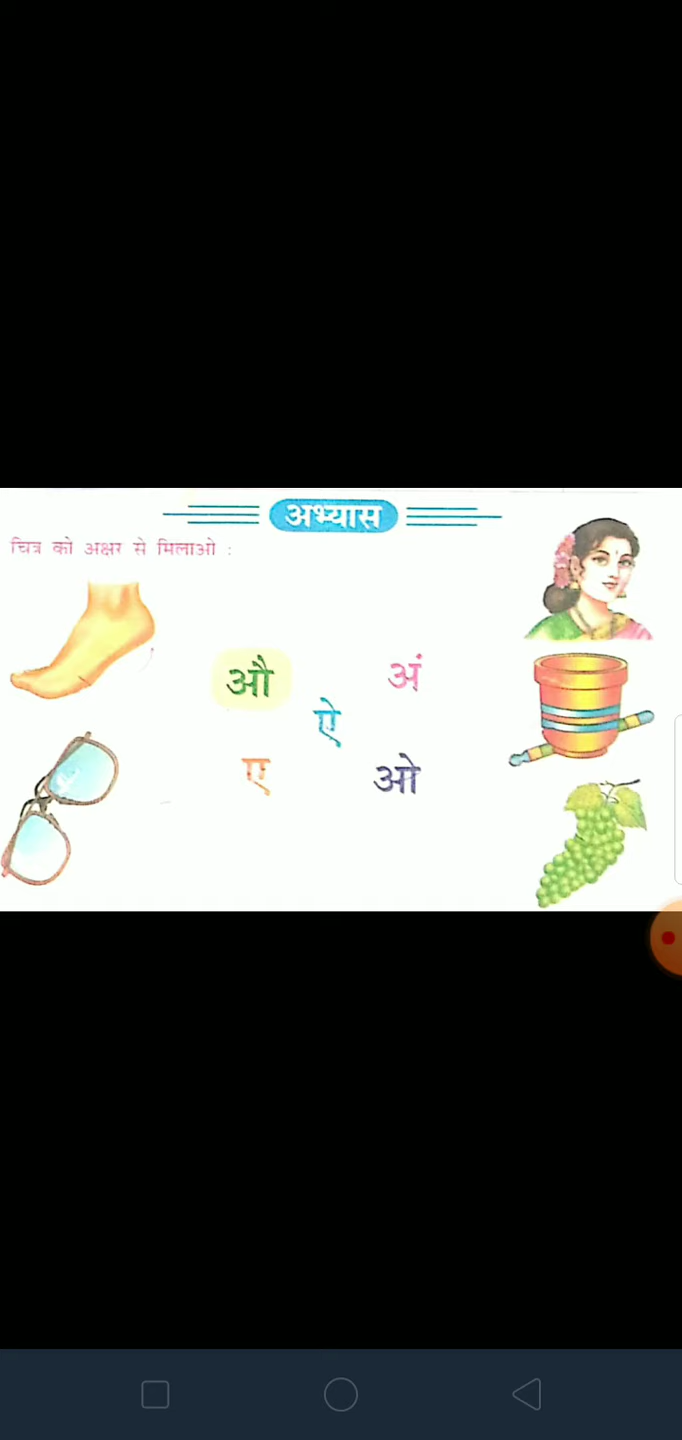 अभ्यास
चित्र को अक्षर से मिलाओ :
औ अं
ऐ
ए ओ